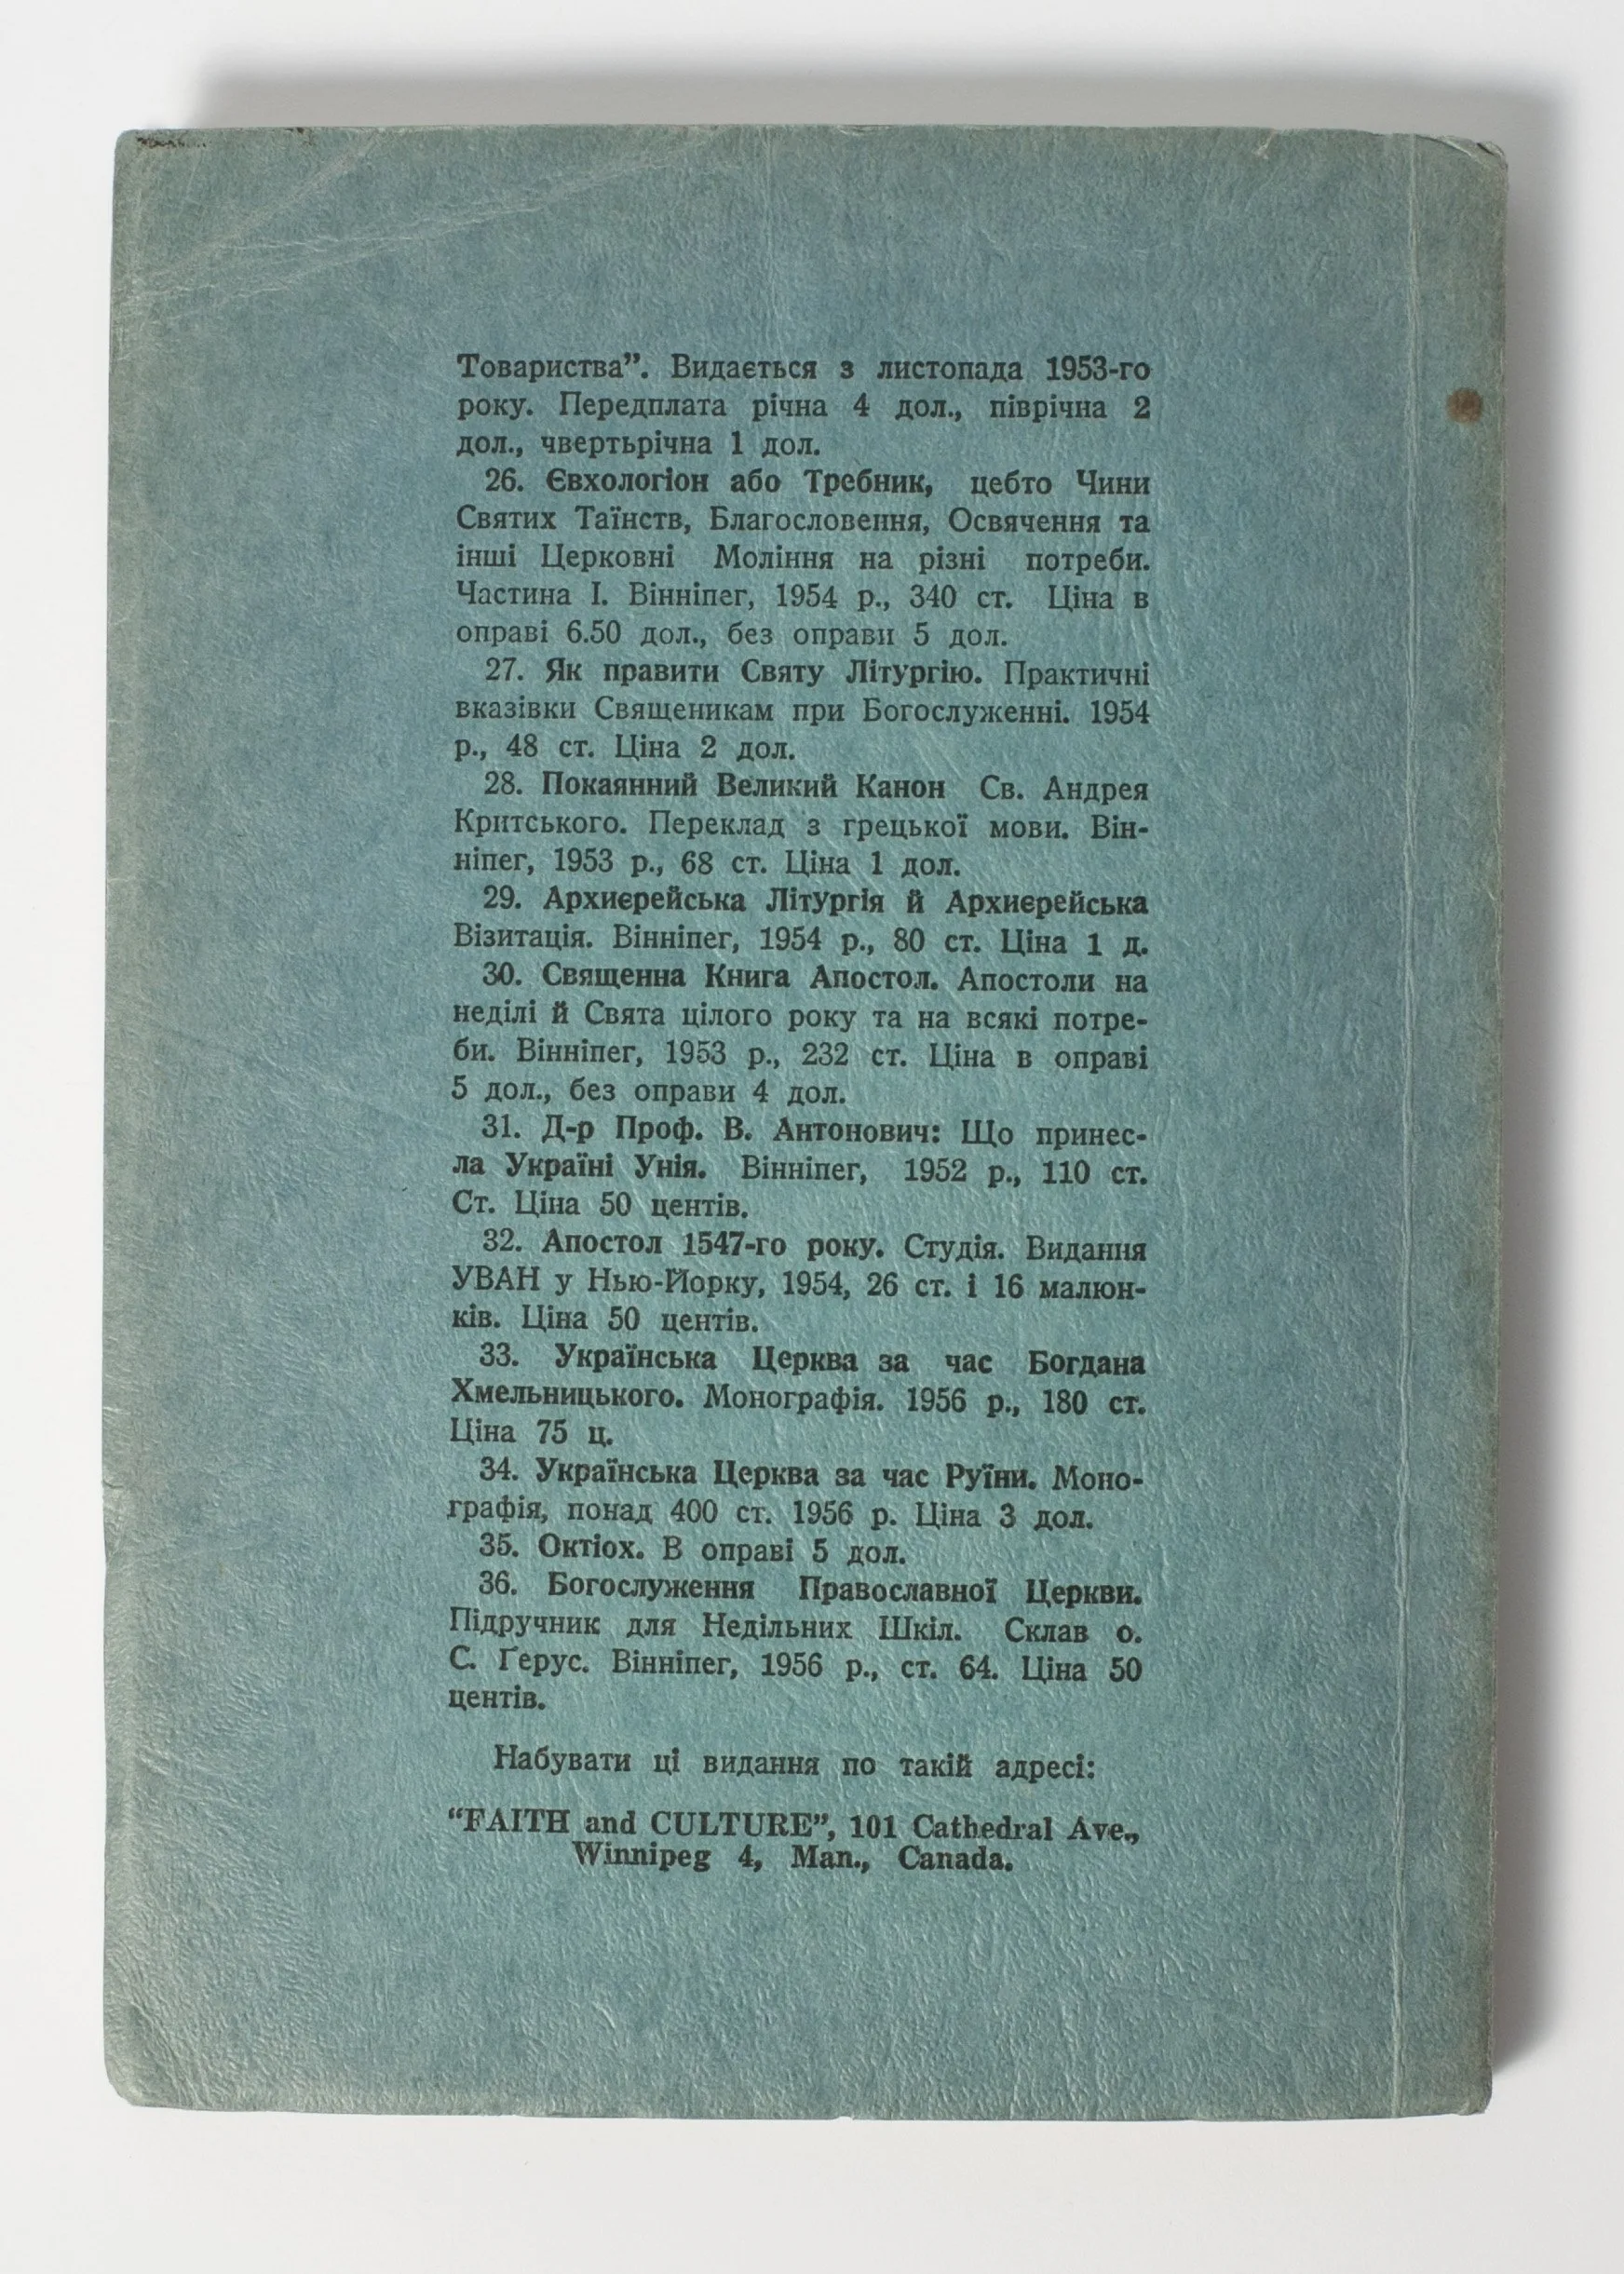 Товариства”. Видається з листопада 1953-го
року. Передплата річна 4 дол., піврічна 2
дол., чвертьрічна 1 дол.
26. Євхологіон або Требник, цебто Чини
Святих Таїнств, Благословення, Освячення та
інші Церковні Моління на різні потреби.
Частина І. Вінніпег, 1954 р., 340 ст. Ціна в
оправі 6.50 дол., без оправи 5 дол.
27. Як правити Святу Літургію. Практичні
вказівки Священикам при Богослуженні. 1954
р., 48 ст. Ціна 2 дол.
28. Покаянний Великий Канон Св. Андрея
Критського. Переклад з грецької мови. Він-
ніпег, 1953 р., 68 ст. Ціна 1 дол.
29. Архиєрейська Літургія й Архиєрейська
Візитація. Вінніпег, 1954 р., 80 ст. Ціна 1 д.
30. Священна Книга Апостол. Апостоли на
неділі й Свята цілого року та на всякі потре-
би. Вінніпег, 1953 р., 232 ст. Ціна в оправі
5 дол., без оправи 4 дол.
31. Д-р Проф. В. Антонович: Що принес-
ла Україні Унія. Вінніпег, 1952 р., 110 ст.
Ст. Ціна 50 центів.
32. Апостол 1547-го року. Студія. Видання
УВАН у Нью-Йорку, 1954, 26 ст. і 16 малюн-
ків. Ціна 50 центів.
33. Українська Церква за час Богдана
Хмельницького. Монографія. 1956 р., 180 ст.
Ціна 75 ц.
34. Українська Церква за час Руїни. Моно-
графія, понад 400 ст. 1956 р. Ціна 3 дол.
35. Октіох. В оправі 5 дол.
36. Богослуження Православної Церкви.
Підручник для Недільних Шкіл. Склав о.
С. Ґерус. Вінніпег, 1956 р., ст. 64. Ціна 50
центів.
Набувати ці видання по такій адресі:
“FAITH and CULTURE”, 101 Cathedral Ave.,
Winnipeg 4, Man., Canada.